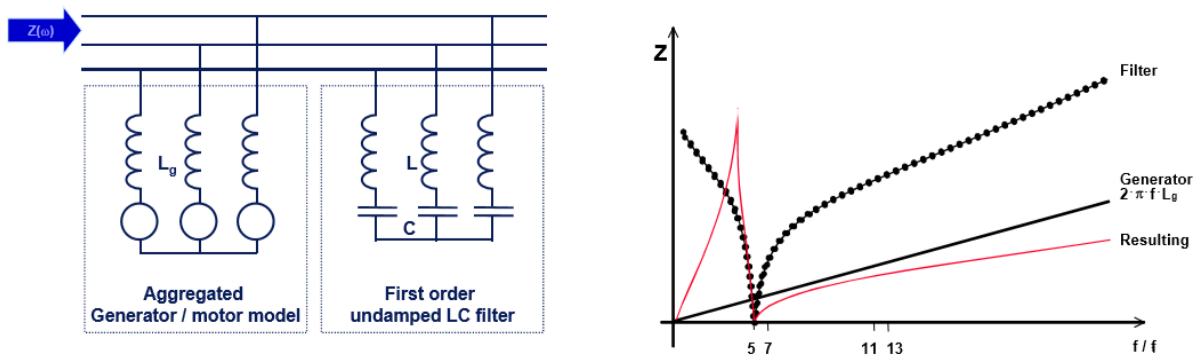 Z(ω)
Lg
L
C
Aggregated
Generator / motor model
First order
undamped LC filter
Z
Filter
Generator
2·π·f·Lg
Resulting
5 7 11 13 f / f